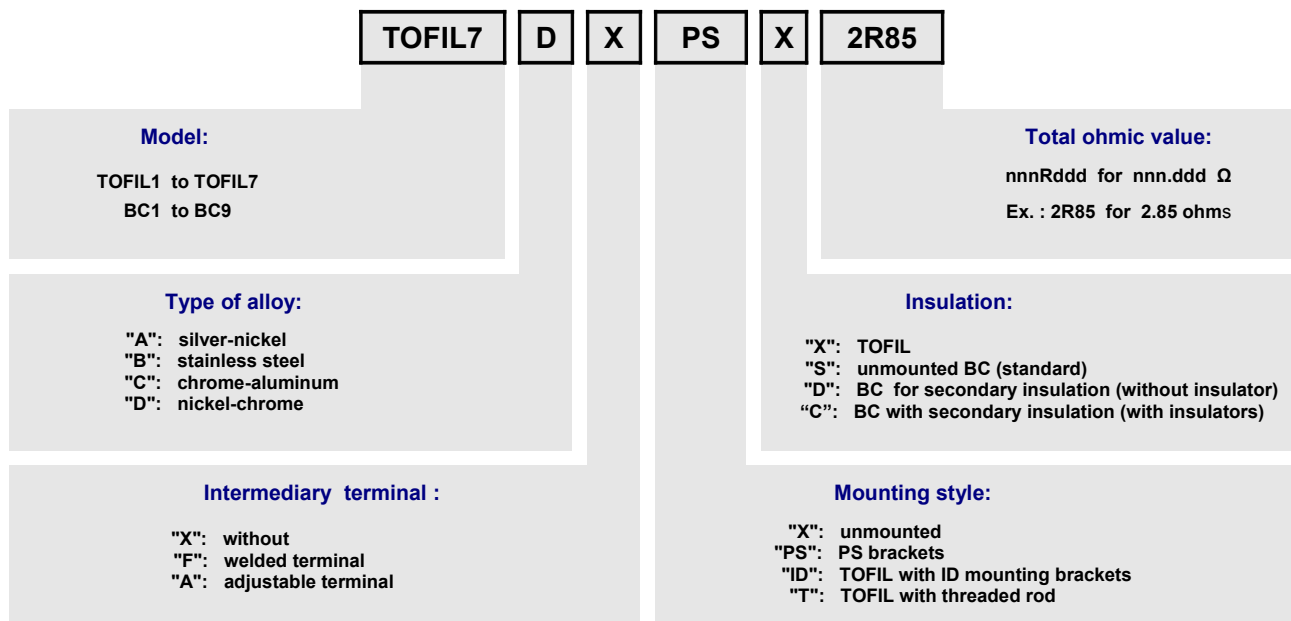 TOFIL7 D X PS X 2R85
Model:
TOFIL1 to TOFIL7
BC1 to BC9
Total ohmic value:
nnnRddd for nnn.ddd Ω
Ex. : 2R85 for 2.85 ohms
Type of alloy:
"A": silver-nickel
"B": stainless steel
"C": chrome-aluminum
"D": nickel-chrome
Insulation:
"X": TOFIL
"S": unmounted BC (standard)
"D": BC for secondary insulation (without insulator)
“C”: BC with secondary insulation (with insulators)
Intermediary terminal :
"X": without
"F": welded terminal
"A": adjustable terminal
Mounting style:
"X": unmounted
"PS": PS brackets
"ID": TOFIL with ID mounting brackets
"T": TOFIL with threaded rod